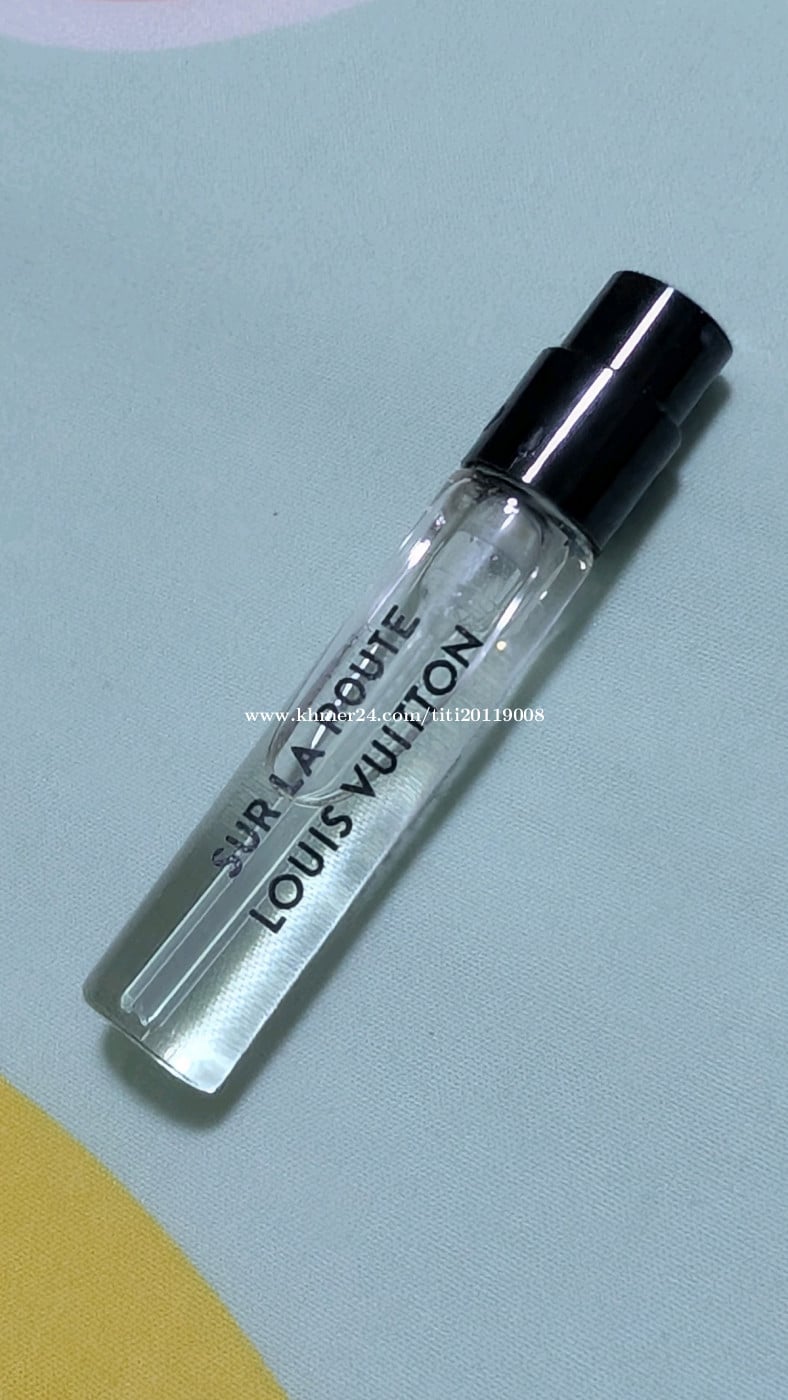 SUR LA ROUTE
LOUIS VUITTON
www.khmer24.com/titi20119008